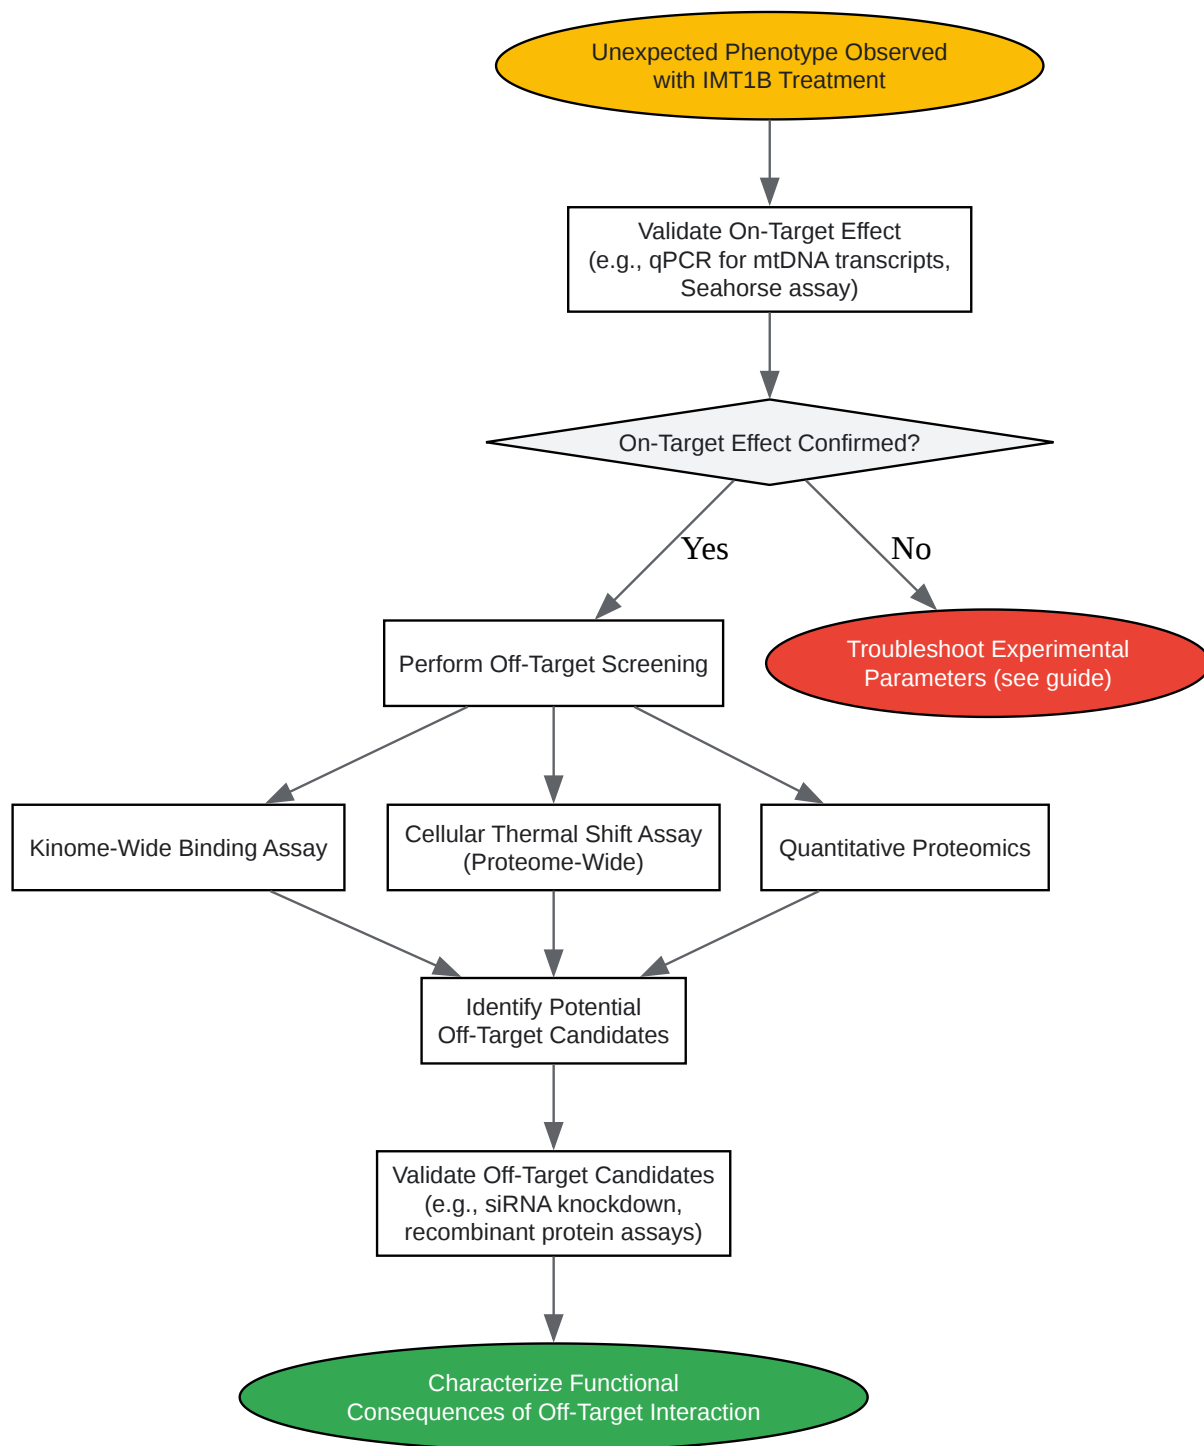 Unexpected Phenotype Observed
with IMT1B Treatment
Validate On-Target Effect
(e.g., qPCR for mtDNA transcripts,
Seahorse assay)
On-Target Effect Confirmed?
Yes
No
Perform Off-Target Screening
Troubleshoot Experimental
Parameters (see guide)
Kinome-Wide Binding Assay
Cellular Thermal Shift Assay
(Proteome-Wide)
Quantitative Proteomics
Identify Potential
Off-Target Candidates
Validate Off-Target Candidates
(e.g., siRNA knockdown,
recombinant protein assays)
Characterize Functional
Consequences of Off-Target Interaction